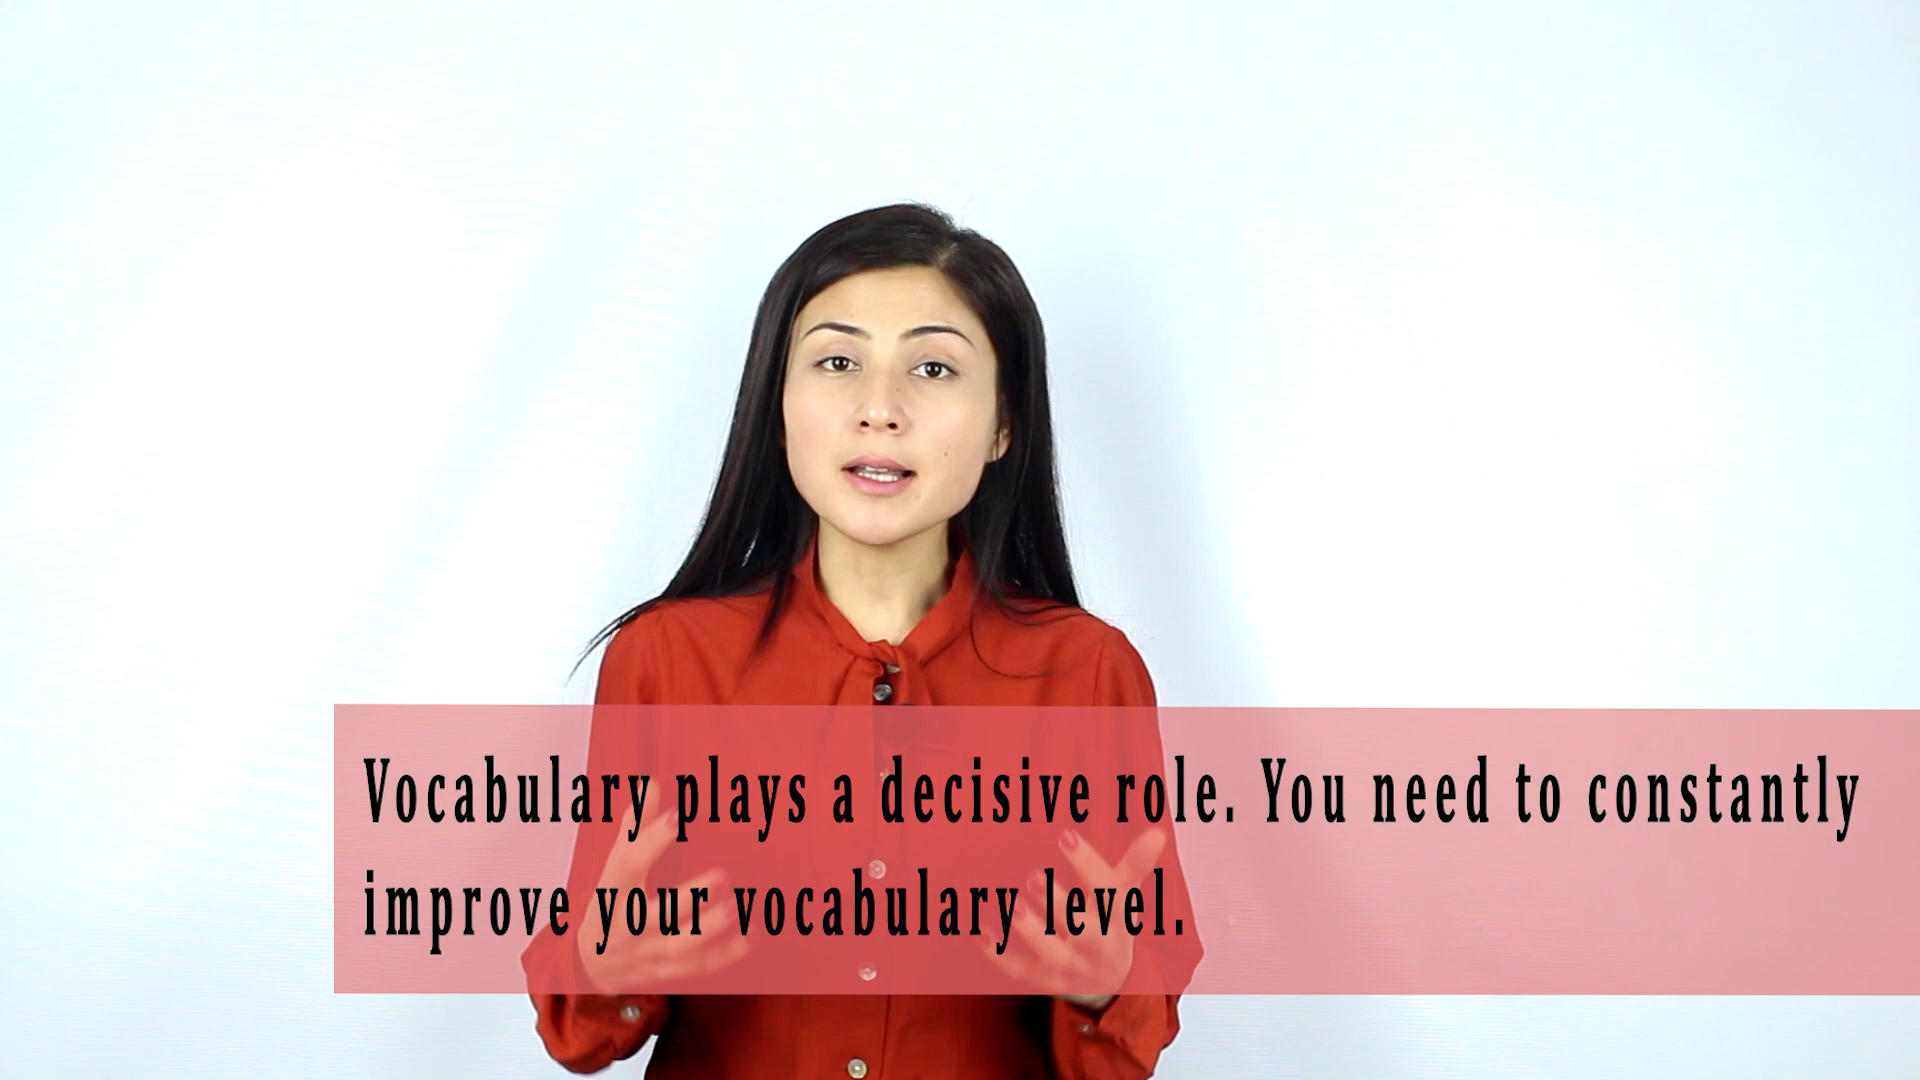 Vocabulary plays a decisive role. You need to constantly
improve your vocabulary level.